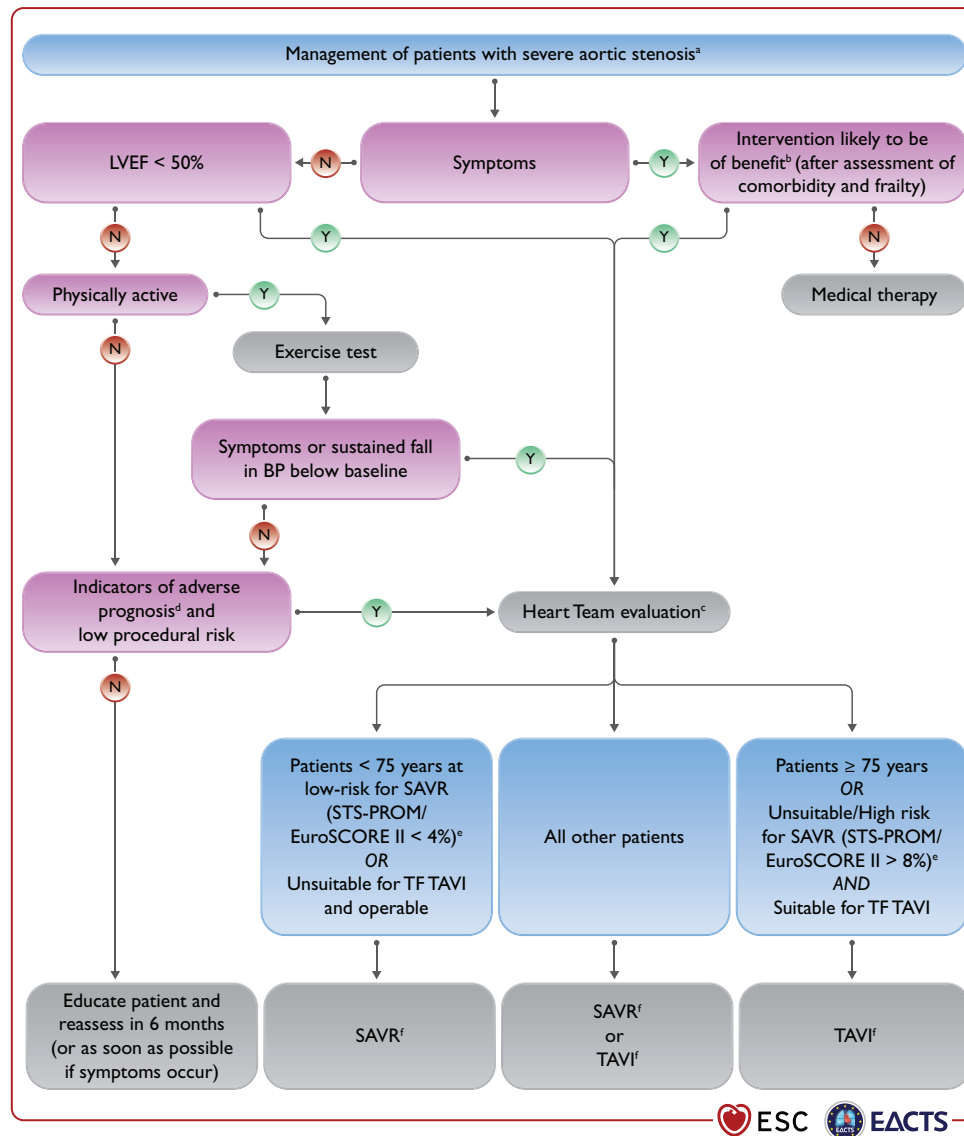 Management of patients with severe aortic stenosisᵃ
LVEF < 50%
N
Symptoms
Y
Intervention likely to be
of benefitᵇ (after assessment of
comorbidity and frailty)
Y
Y
N
N
Physically active
Y
Medical therapy
N
Exercise test
Symptoms or sustained fall
in BP below baseline
Y
N
Indicators of adverse
prognosisᵈ and
low procedural risk
Y
Heart Team evaluationᶜ
N
Patients < 75 years at
low-risk for SAVR
(STS-PROM/
EuroSCORE II < 4%)ᵉ
OR
Unsuitable for TF TAVI
and operable
All other patients
Patients ≥ 75 years
OR
Unsuitable/High risk
for SAVR (STS-PROM/
EuroSCORE II > 8%)ᵉ
AND
Suitable for TF TAVI
Educate patient and
reassess in 6 months
(or as soon as possible
if symptoms occur)
SAVRᶠ
SAVRᶠ
or
TAVIᶠ
TAVIᶠ
ESC
EACTS
EACTS